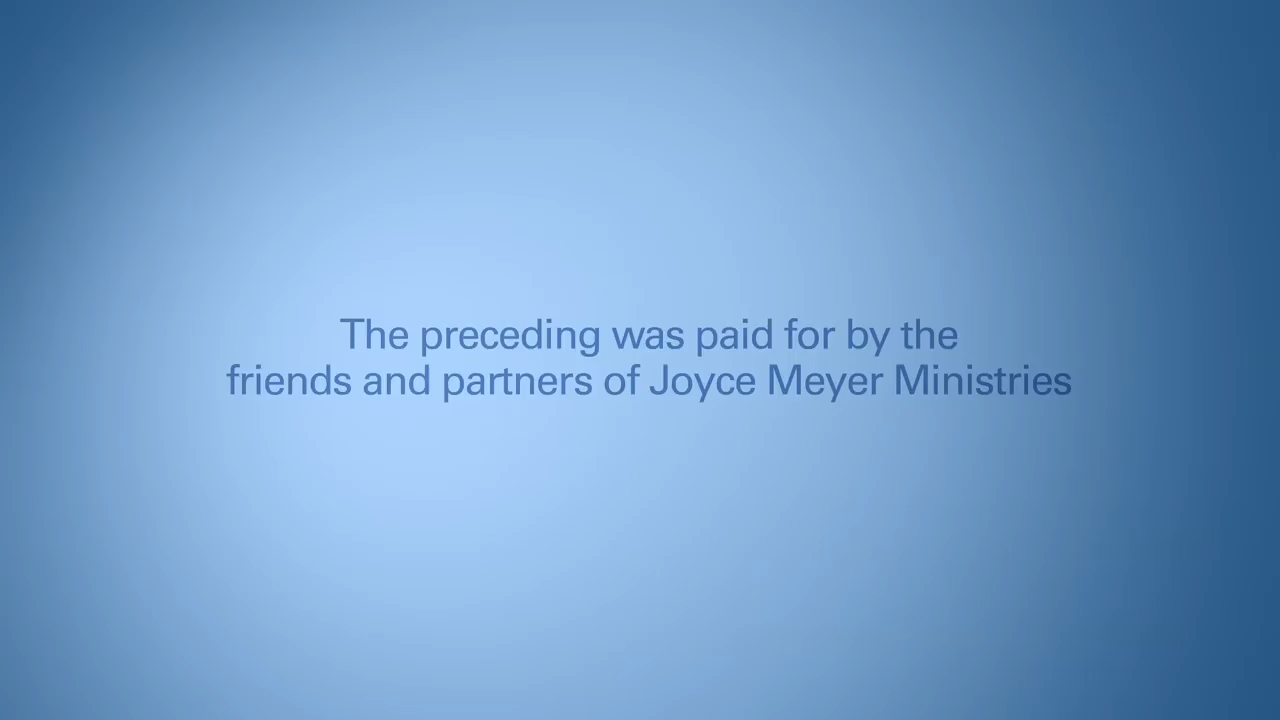 The preceding was paid for by the
friends and partners of Joyce Meyer Ministries